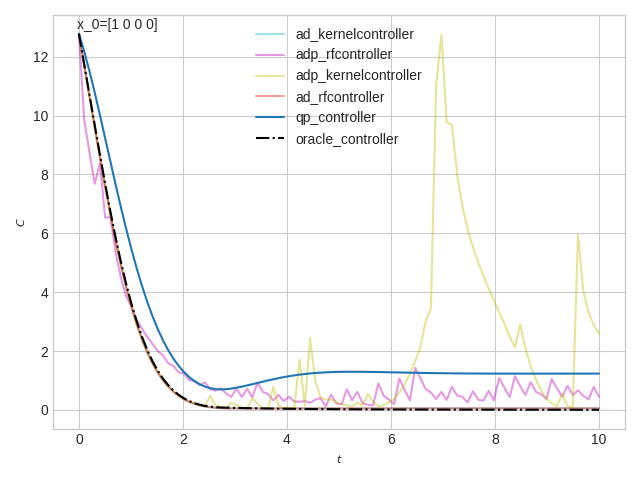 x_0=[1 0 0 0]
ad_kernelcontroller
adp_rfcontroller
adp_kernelcontroller
ad_rfcontroller
qp_controller
oracle_controller
12
10
8
6
4
2
0
C
0 2 4 6 8 10
t